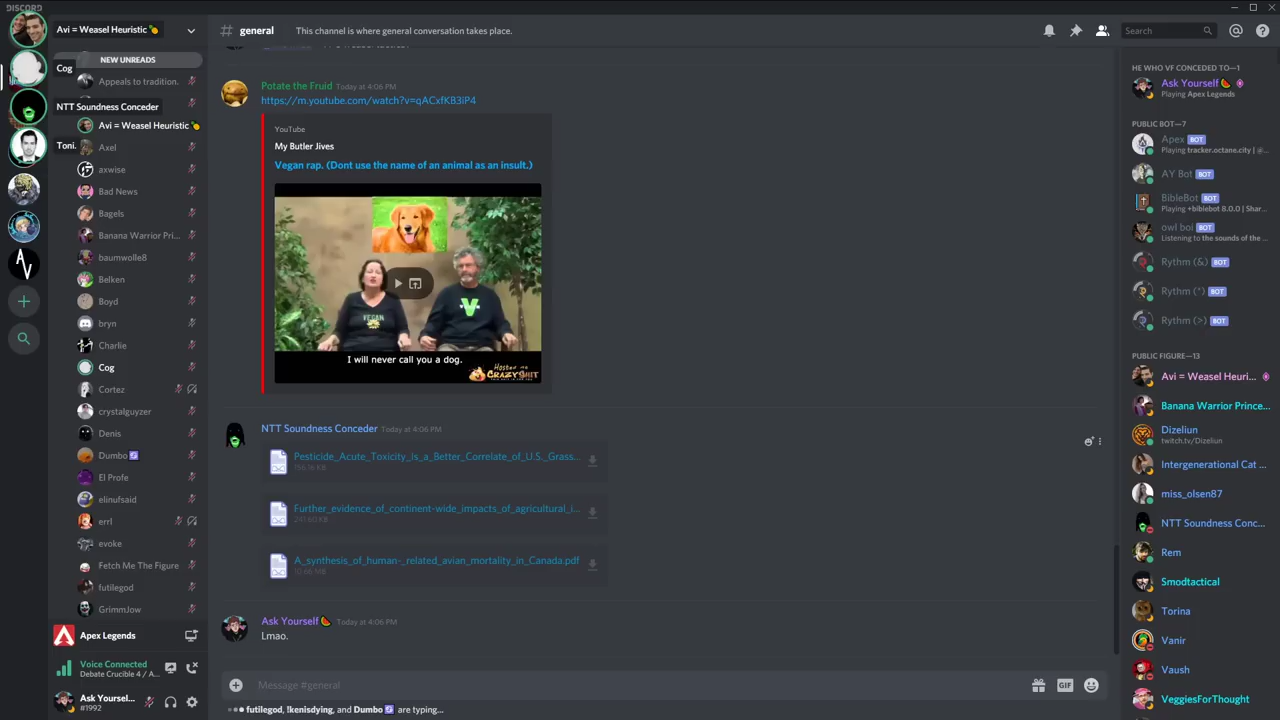 DISCORD
Avi = Weasel Heuristic
NEW UNREADS
Cog
Appeals to tradition.
NTT Soundness Conceder
Avi = Weasel Heuristic
Toni.
Axel
axwise
Bad News
Bagels
Banana Warrior Pri...
baumwolle8
Belken
Boyd
bryn
Charlie
Cog
Cortez
crystalguyzer
Denis
Dumbo
El Profe
elinufsaid
errl
evoke
Fetch Me The Figure
futilegod
GrimmJow
Apex Legends
Voice Connected
Debate Crucible 4 / A...
Ask Yoursel...
#1992
# general
This channel is where general conversation takes place.
Search
Potate the Fruid Today at 4:06 PM
https://m.youtube.com/watch?v=qACxfKB3iP4
YouTube
My Butler Jives
Vegan rap. (Dont use the name of an animal as an insult.)
VEGAN
V
I will never call you a dog.
HOSTED ON
CRAZYSHIT
NTT Soundness Conceder Today at 4:06 PM
Pesticide_Acute_Toxicity_Is_a_Better_Correlate_of_U.S._Grass...
Further_evidence_of_continent-wide_impacts_of_agricultural_i...
A_synthesis_of_human-_related_avian_mortality_in_Canada.pdf
10.66 MB
Ask Yourself Today at 4:06 PM
Lmao.
Message #general
GIF
futilegod, !kenisdying, and Dumbo are typing...
HE WHO VF CONCEDED TO—1
Ask Yourself
Playing Apex Legends
PUBLIC BOT—7
Apex BOT
Playing tracker.octane.city | @...
AY Bot BOT
BibleBot BOT
Playing +biblebot 8.0.0 | Shar...
owl boi BOT
Listening to the sounds of the...
Rythm (&) BOT
Rythm (*) BOT
Rythm (>) BOT
PUBLIC FIGURE—13
Avi = Weasel Heuri...
Banana Warrior Prince...
Dizeliun
twitch.tv/Dizeliun
Intergenerational Cat ...
miss_olsen87
NTT Soundness Conc...
Rem
Smodtactical
Torina
Vanir
Vaush
VeggiesForThought